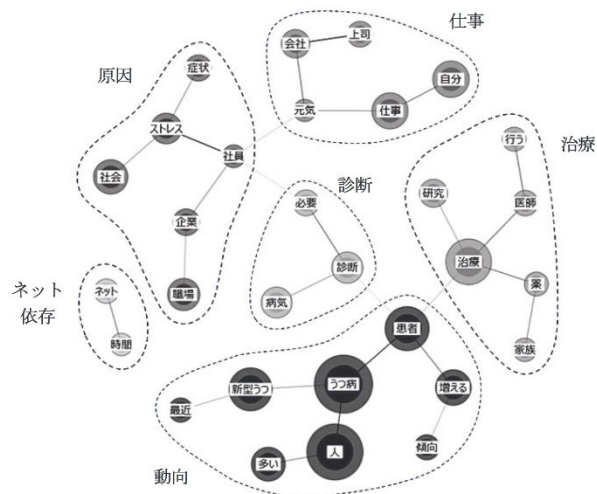 仕事
会社
上司
自分
元気
仕事
原因
症状
ストレス
社員
社会
企業
職場
診断
必要
診断
病気
治療
行う
研究
医師
治療
薬
家族
ネット
依存
ネット
時間
患者
新型うつ
うつ病
増える
最近
多い
人
傾向
動向